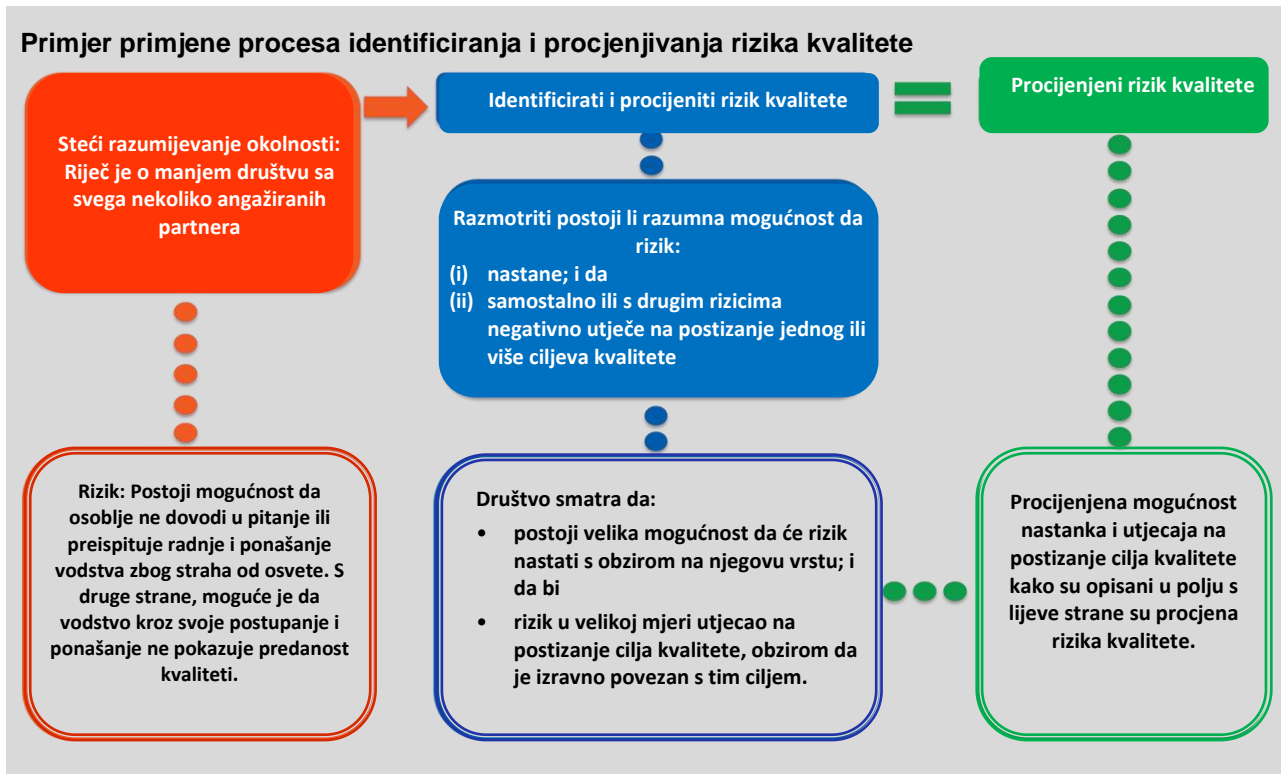 Primjer primjene procesa identificiranja i procjenjivanja rizika kvalitete
Steći razumijevanje okolnosti:
Riječ je o manjem društvu sa
svega nekoliko angažiranih
partnera
Identificirati i procijeniti rizik kvalitete
Procijenjeni rizik kvalitete
Razmotriti postoji li razumna mogućnost da
rizik:
(i) nastane; i da
(ii) samostalno ili s drugim rizicima
negativno utječe na postizanje jednog ili
više ciljeva kvalitete
Rizik: Postoji mogućnost da
osoblje ne dovodi u pitanje ili
preispituje radnje i ponašanje
vodstva zbog straha od osvete. S
druge strane, moguće je da
vodstvo kroz svoje postupanje i
ponašanje ne pokazuje predanost
kvaliteti.
Društvo smatra da:
• postoji velika mogućnost da će rizik
nastati s obzirom na njegovu vrstu; i
da bi
• rizik u velikoj mjeri utjecao na
postizanje cilja kvalitete, obzirom da
je izravno povezan s tim ciljem.
Procijenjena mogućnost
nastanka i utjecaja na
postizanje cilja kvalitete
kako su opisani u polju s
lijeve strane su procjena
rizika kvalitete.